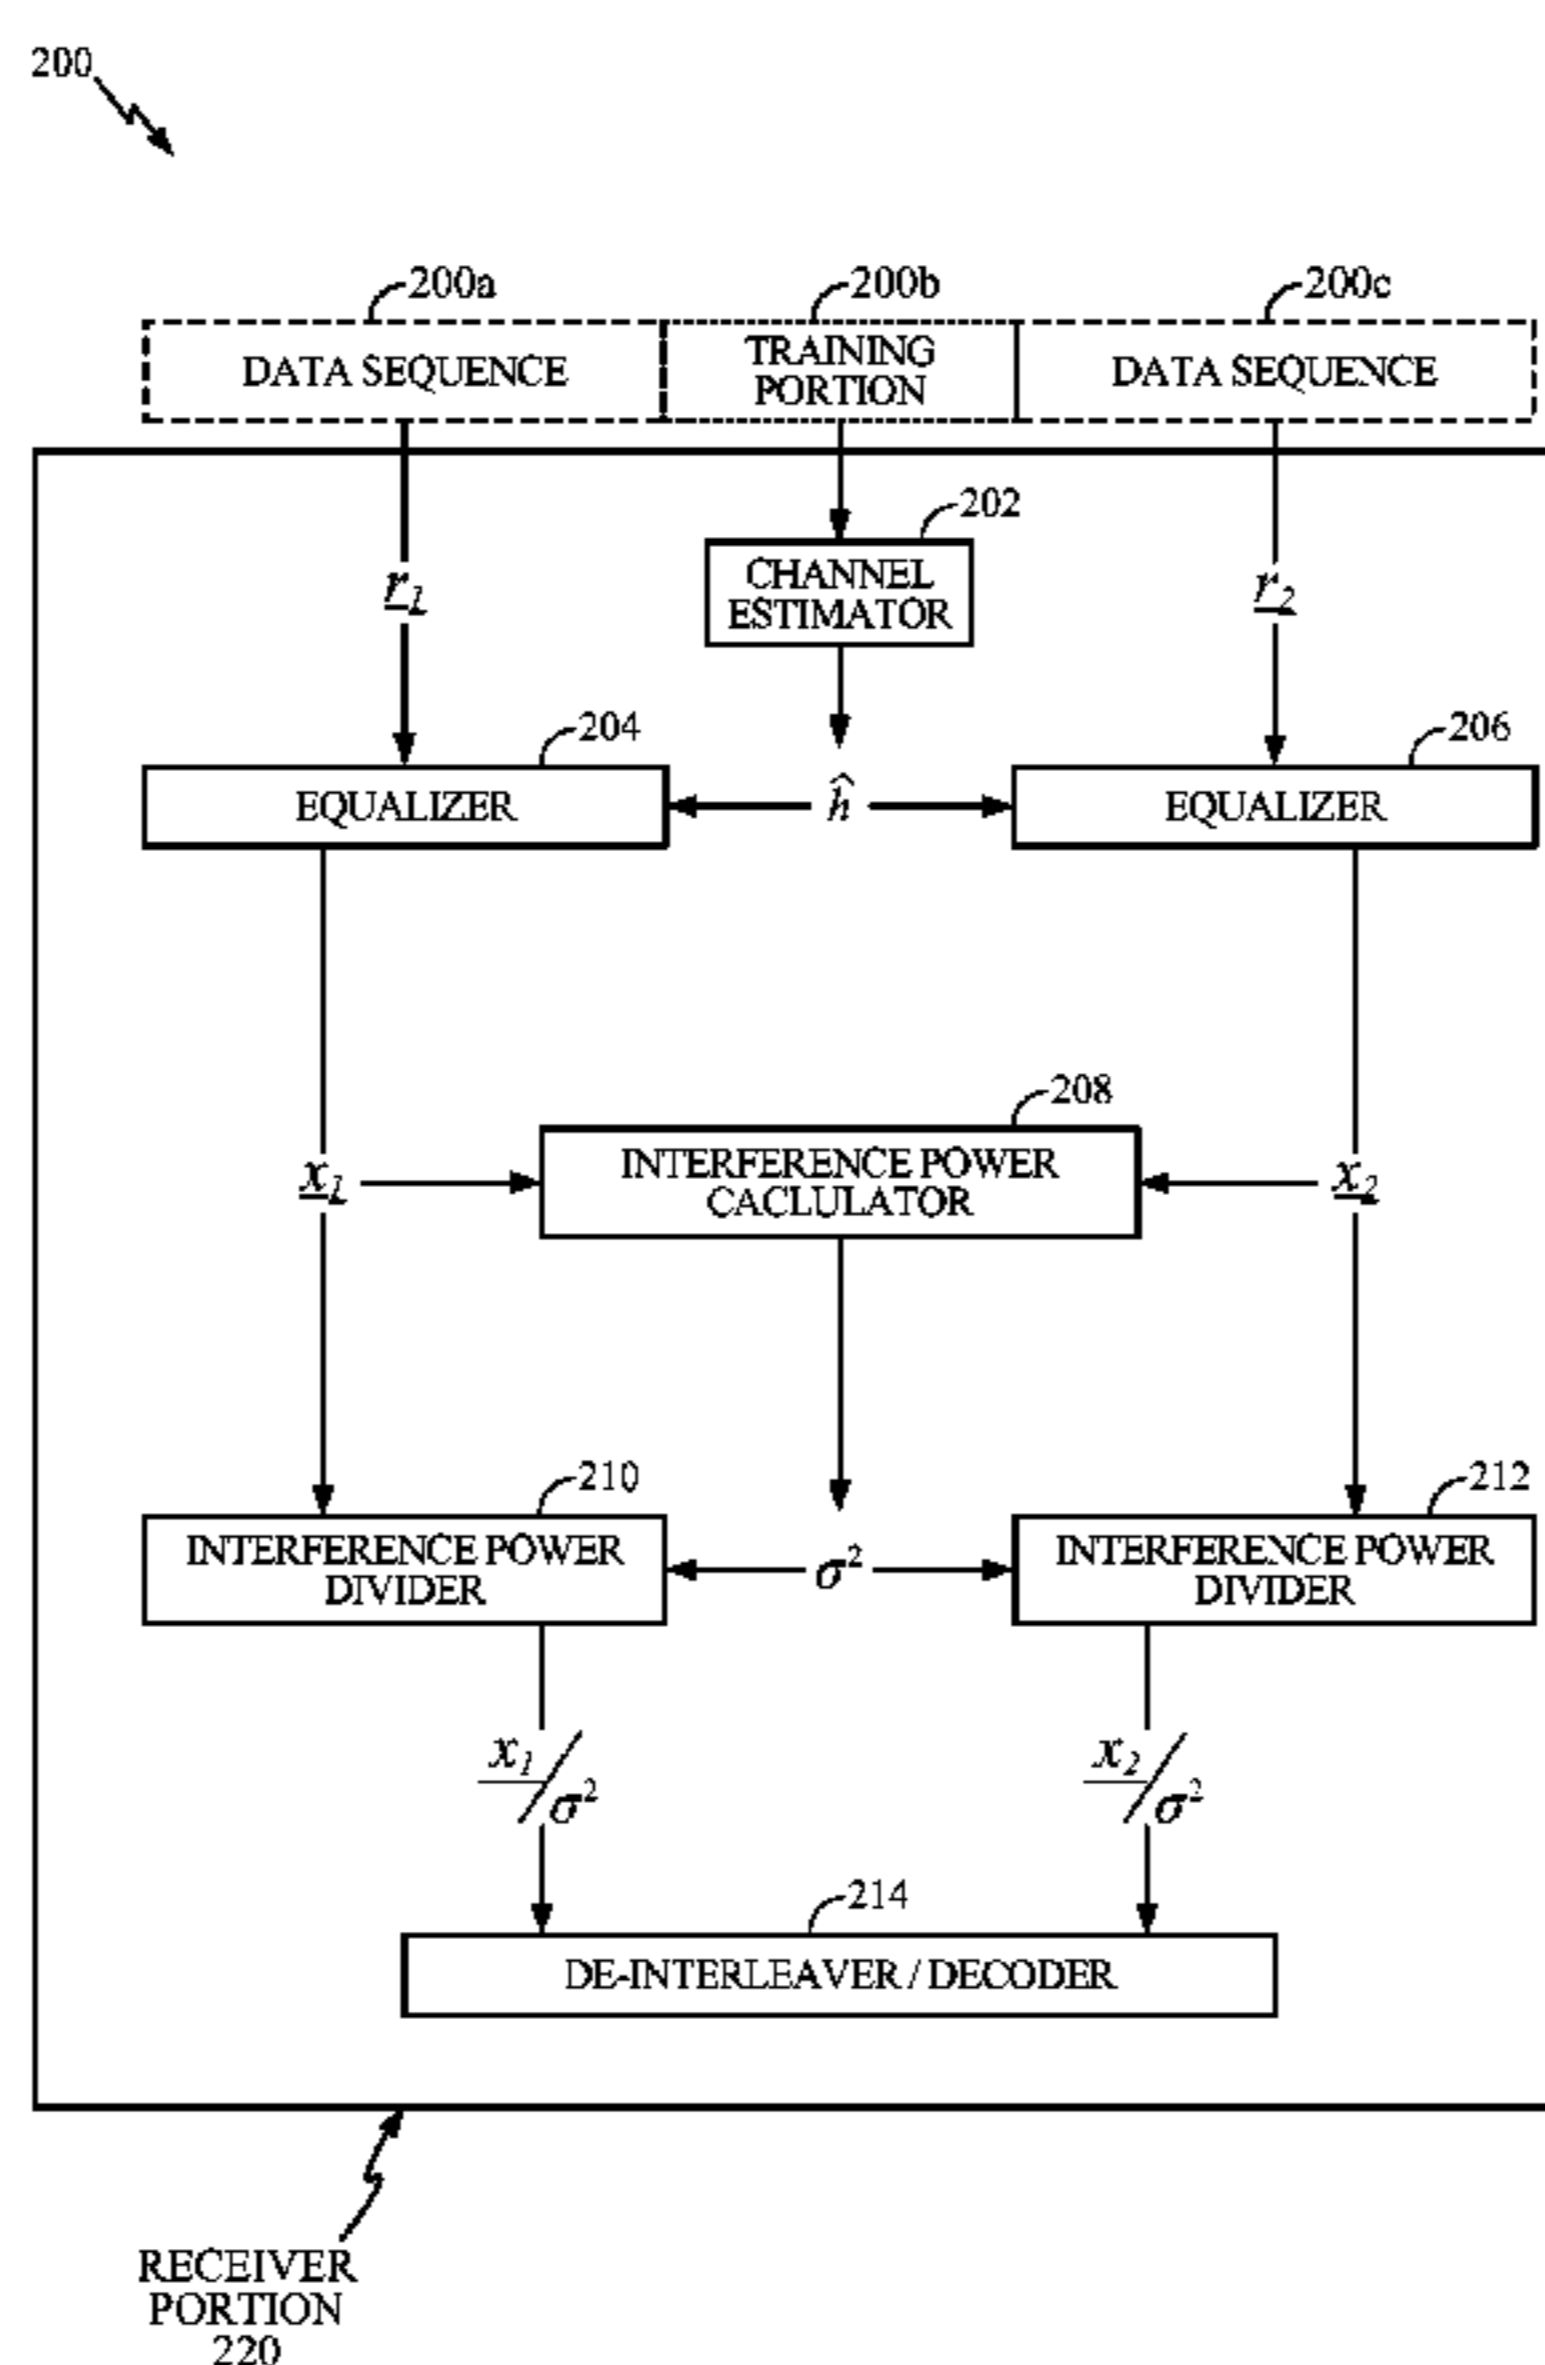 200
200a
200b
200c
DATA SEQUENCE
TRAINING
PORTION
DATA SEQUENCE
202
CHANNEL
ESTIMATOR
r₁
r₂
204
206
EQUALIZER
ĥ
EQUALIZER
208
INTERFERENCE POWER
CACLULATOR
x₁
x₂
210
212
INTERFERENCE POWER
DIVIDER
σ²
INTERFERENCE POWER
DIVIDER
x₁/σ²
x₂/σ²
214
DE-INTERLEAVER / DECODER
RECEIVER
PORTION
220